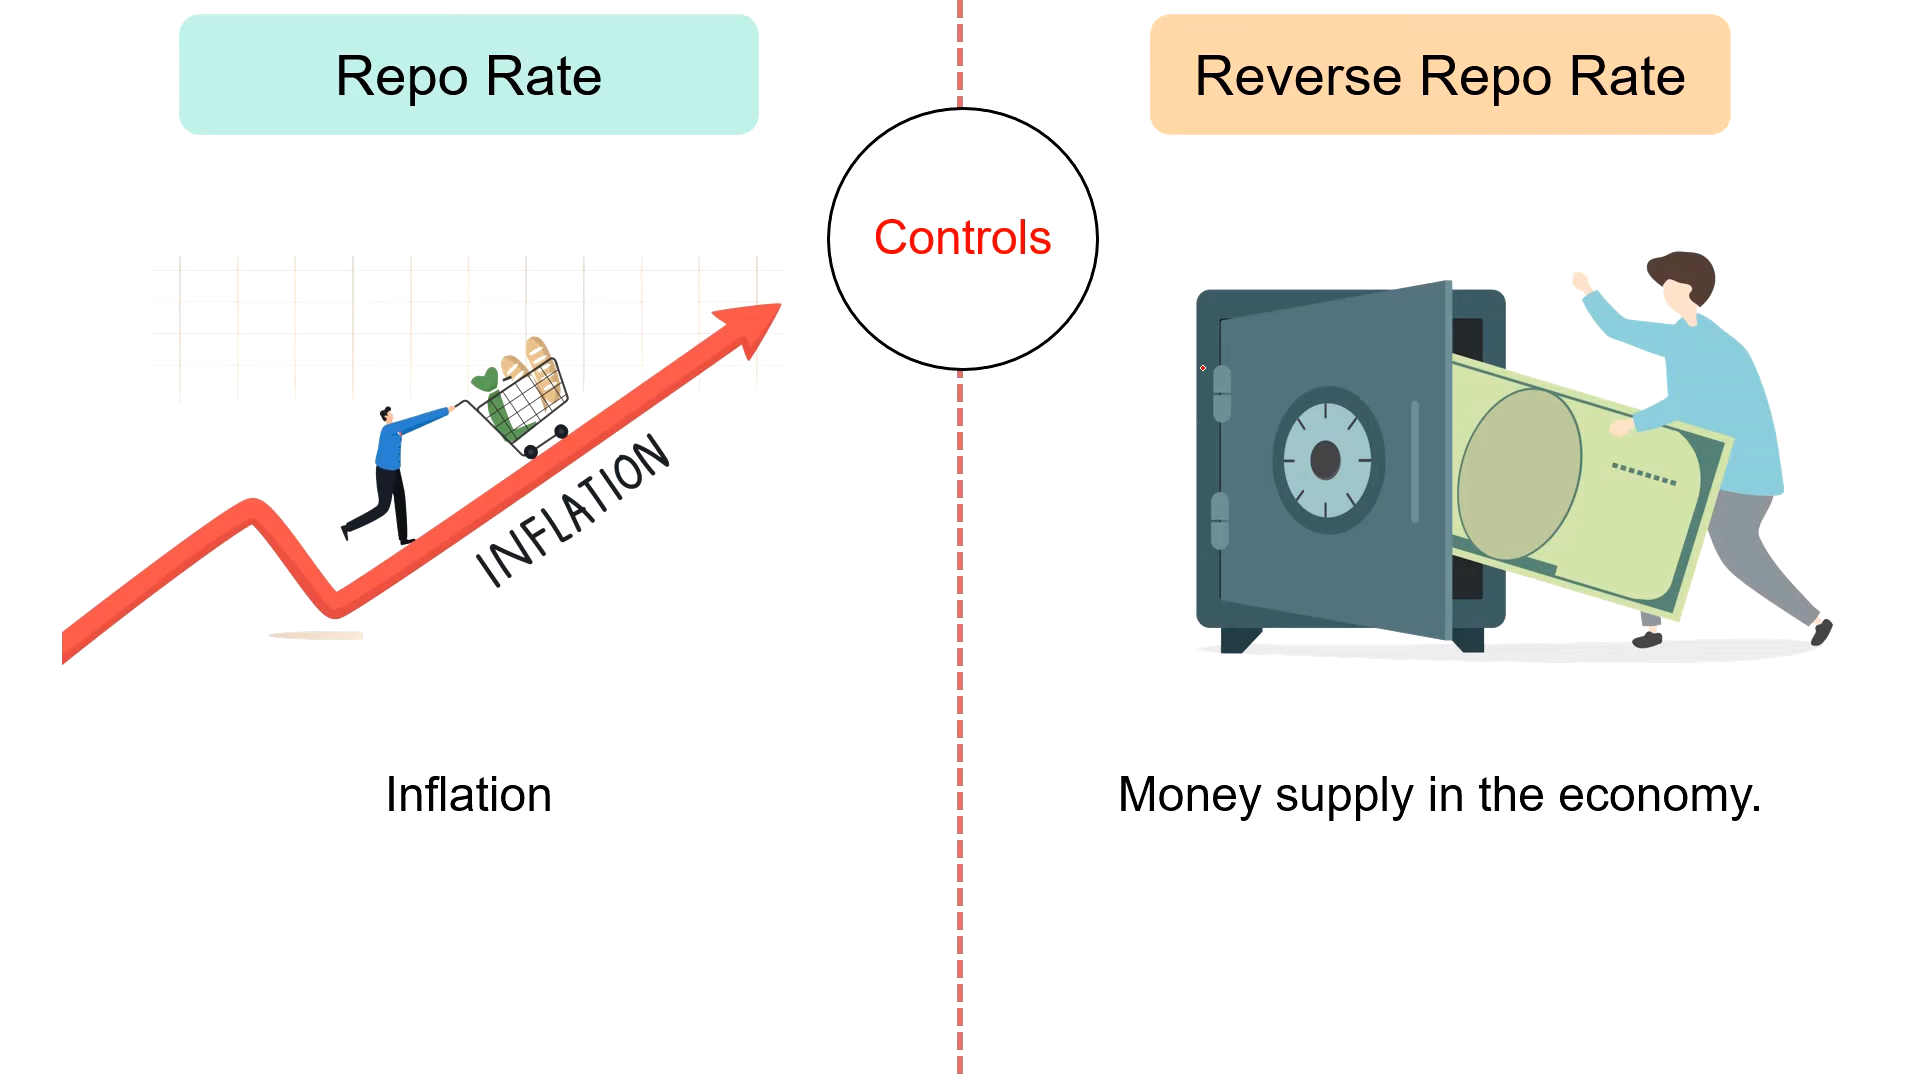 Repo Rate
Reverse Repo Rate
Controls
INFLATION
Inflation
Money supply in the economy.